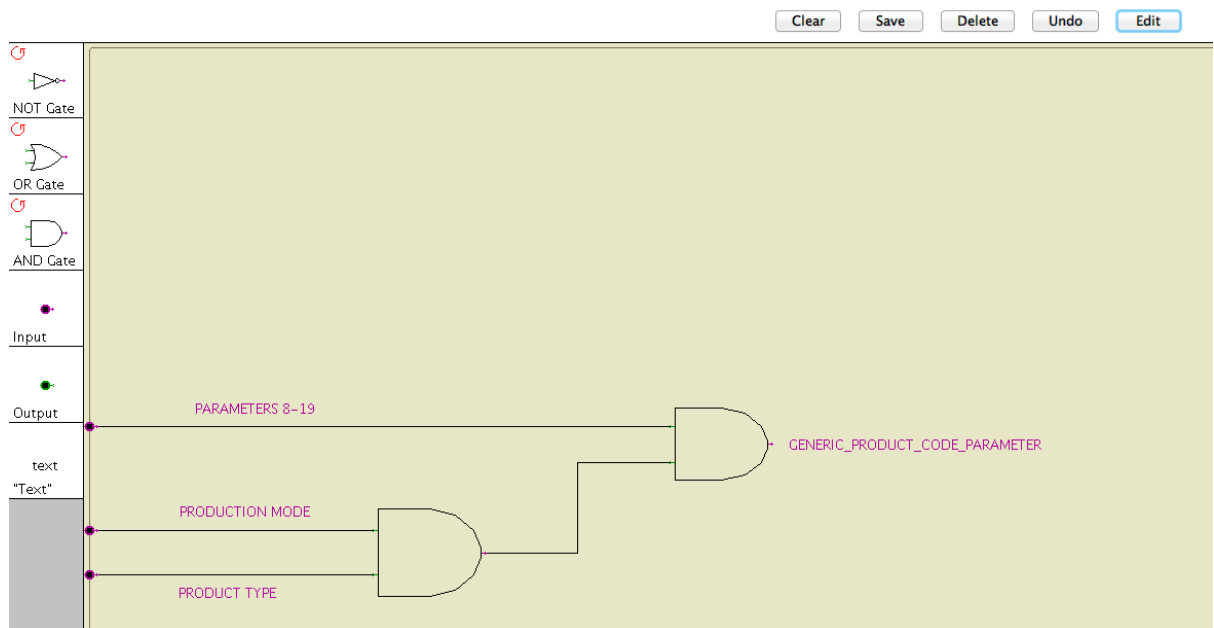 Clear Save Delete Undo Edit
NOT Gate
OR Gate
AND Gate
Input
Output
text
"Text"
PARAMETERS 8-19
GENERIC_PRODUCT_CODE_PARAMETER
PRODUCTION MODE
PRODUCT TYPE